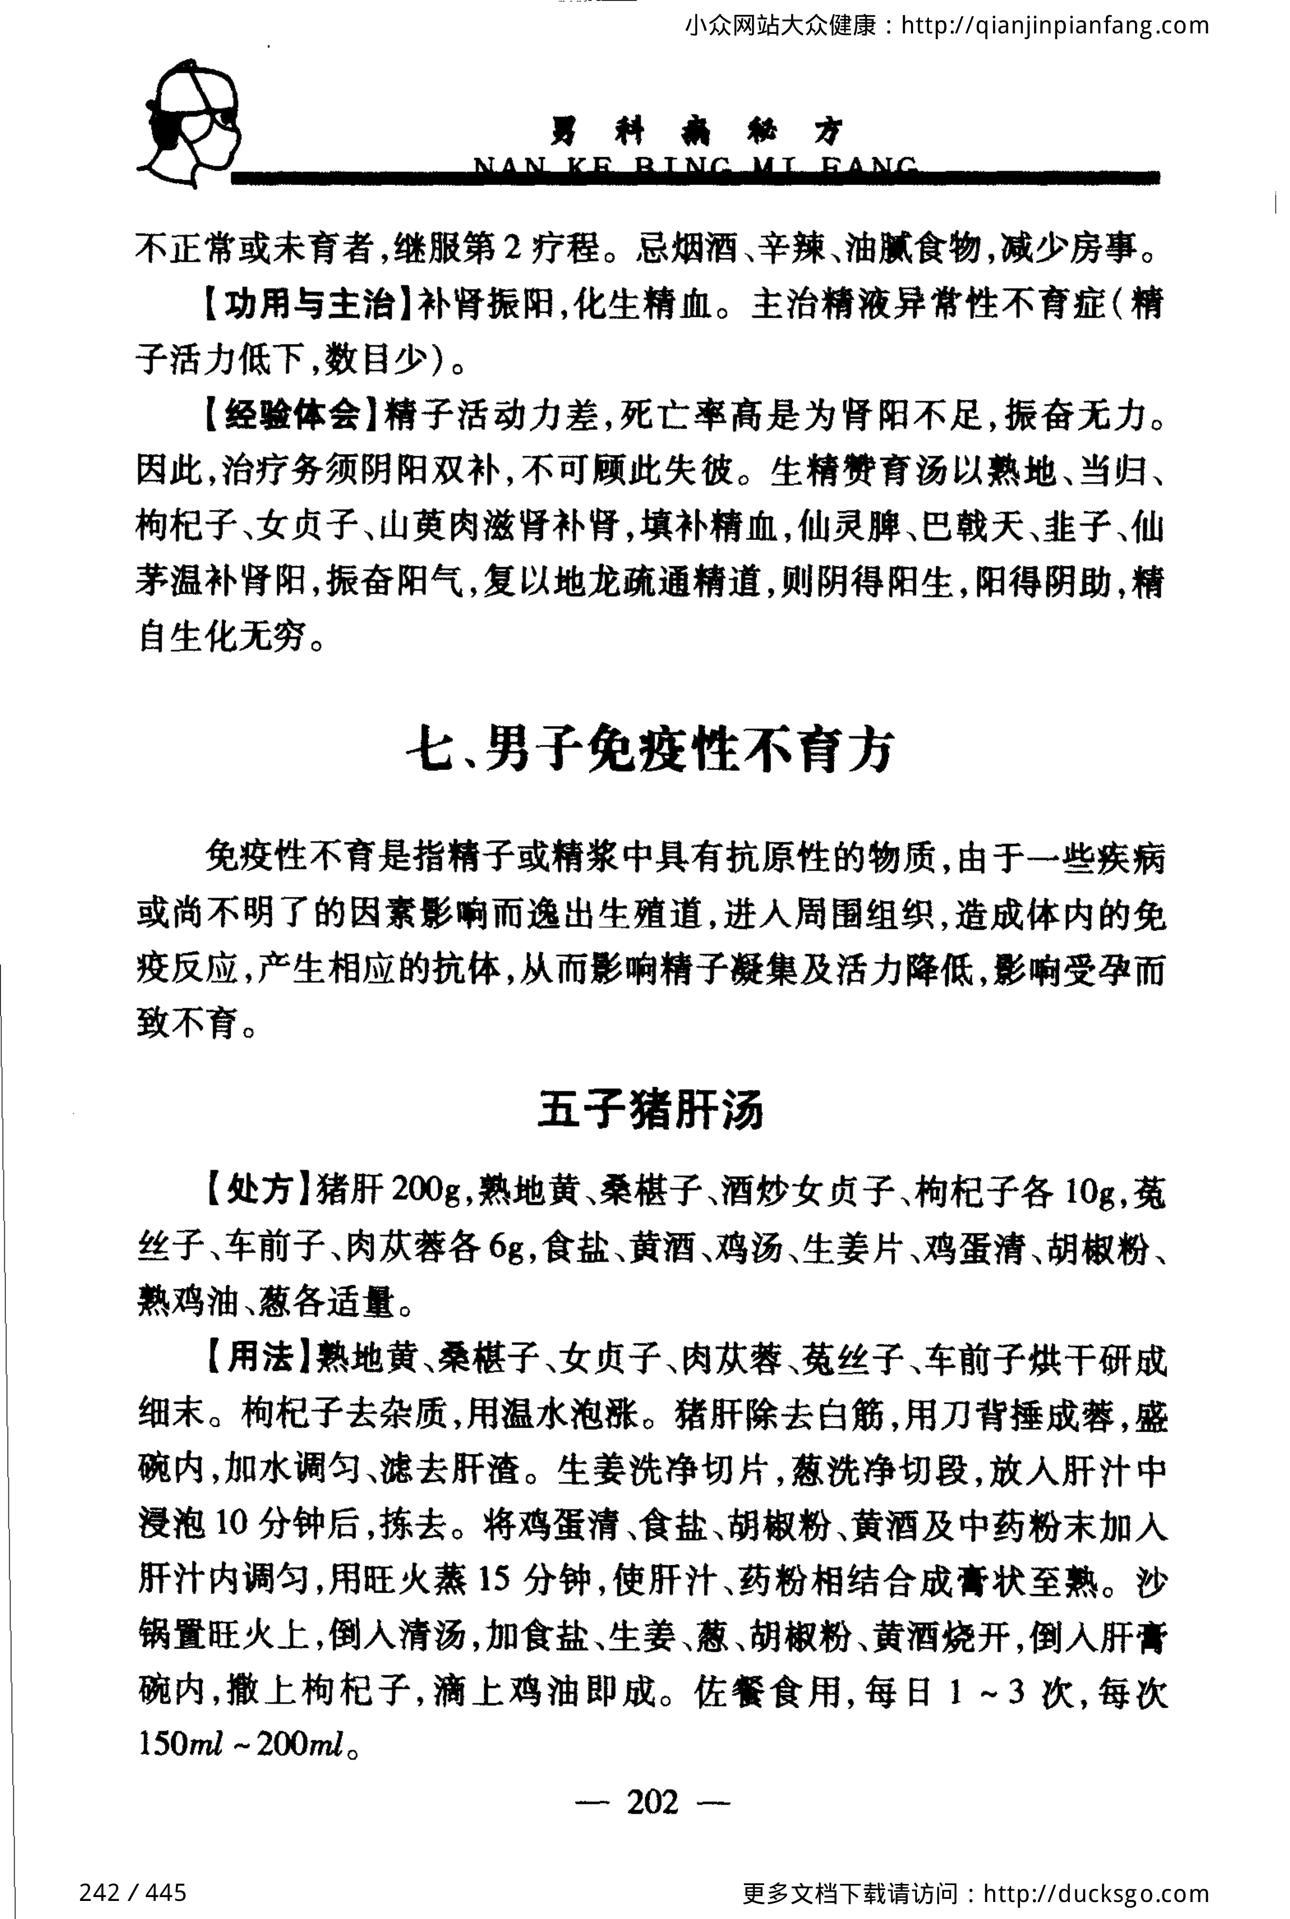 小众网站大众健康：http://qianjinpianfang.com
男科病秘方
NAN KE BING MI FANG
不正常或未育者,继服第2疗程。忌烟酒、辛辣、油腻食物,减少房事。
【功用与主治】补肾振阳,化生精血。主治精液异常性不育症(精
子活力低下,数目少)。
【经验体会】精子活动力差,死亡率高是为肾阳不足,振奋无力。
因此,治疗务须阴阳双补,不可顾此失彼。生精赞育汤以熟地、当归、
枸杞子、女贞子、山萸肉滋肾补肾,填补精血,仙灵脾、巴戟天、韭子、仙
茅温补肾阳,振奋阳气,复以地龙疏通精道,则阴得阳生,阳得阴助,精
自生化无穷。
七、男子免疫性不育方
免疫性不育是指精子或精浆中具有抗原性的物质,由于一些疾病
或尚不明了的因素影响而逸出生殖道,进入周围组织,造成体内的免
疫反应,产生相应的抗体,从而影响精子凝集及活力降低,影响受孕而
致不育。
五子猪肝汤
【处方】猪肝200g,熟地黄、桑椹子、酒炒女贞子、枸杞子各10g,菟
丝子、车前子、肉苁蓉各6g,食盐、黄酒、鸡汤、生姜片、鸡蛋清、胡椒粉、
熟鸡油、葱各适量。
【用法】熟地黄、桑椹子、女贞子、肉苁蓉、菟丝子、车前子烘干研成
细末。枸杞子去杂质,用温水泡涨。猪肝除去白筋,用刀背捶成蓉,盛
碗内,加水调匀、滤去肝渣。生姜洗净切片,葱洗净切段,放入肝汁中
浸泡10分钟后,拣去。将鸡蛋清、食盐、胡椒粉、黄酒及中药粉末加入
肝汁内调匀,用旺火蒸15分钟,使肝汁、药粉相结合成膏状至熟。沙
锅置旺火上,倒入清汤,加食盐、生姜、葱、胡椒粉、黄酒烧开,倒入肝膏
碗内,撒上枸杞子,滴上鸡油即成。佐餐食用,每日1~3次,每次
150ml~200ml。
— 202 —
242 / 445
更多文档下载请访问：http://ducksgo.com